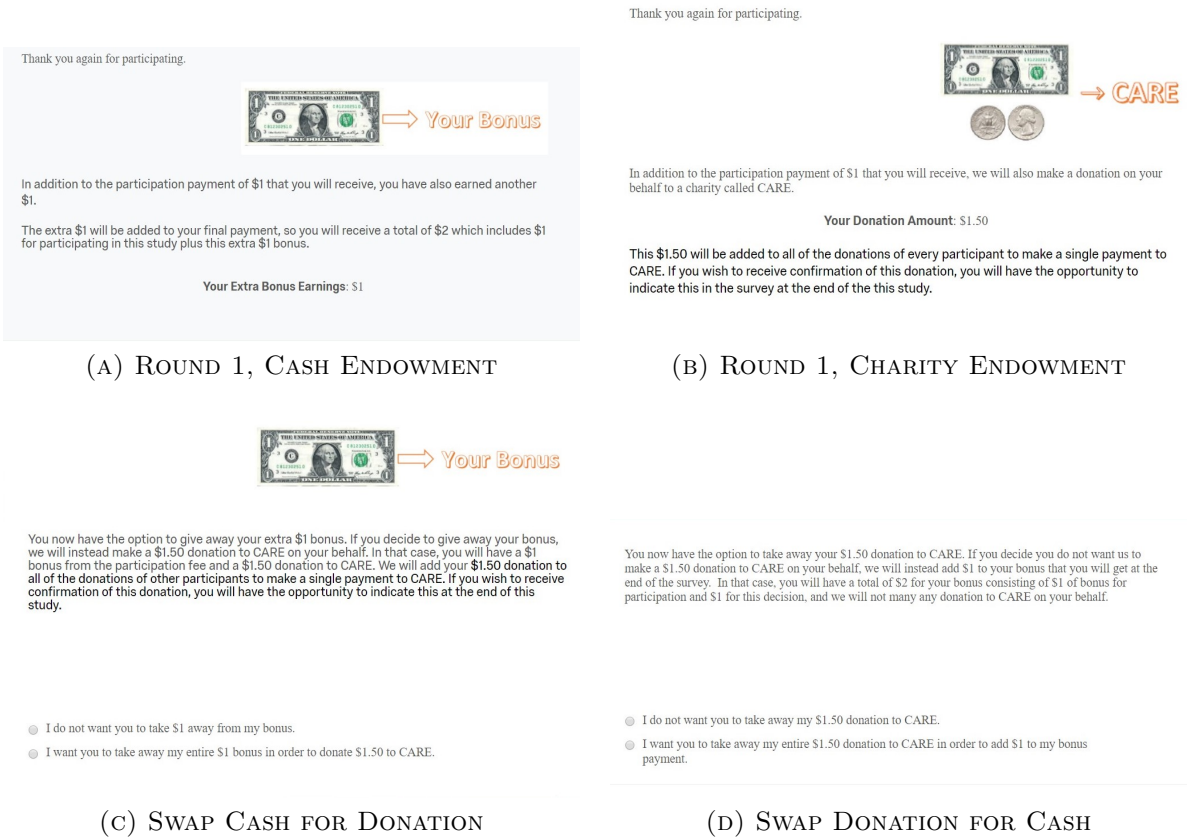 Thank you again for participating.
THE UNITED STATES OF AMERICA
ONE DOLLAR
Your Bonus
In addition to the participation payment of $1 that you will receive, you have also earned another
$1.
The extra $1 will be added to your final payment, so you will receive a total of $2 which includes $1
for participating in this study plus this extra $1 bonus.
Your Extra Bonus Earnings: $1
(A) Round 1, Cash Endowment
Thank you again for participating.
THE UNITED STATES OF AMERICA
ONE DOLLAR
CARE
In addition to the participation payment of $1 that you will receive, we will also make a donation on your
behalf to a charity called CARE.
Your Donation Amount: $1.50
This $1.50 will be added to all of the donations of every participant to make a single payment to
CARE. If you wish to receive confirmation of this donation, you will have the opportunity to
indicate this in the survey at the end of the this study.
(B) Round 1, Charity Endowment
THE UNITED STATES OF AMERICA
ONE DOLLAR
Your Bonus
You now have the option to give away your extra $1 bonus. If you decide to give away your bonus,
we will instead make a $1.50 donation to CARE on your behalf. In that case, you will have a $1
bonus from the participation fee and a $1.50 donation to CARE. We will add your $1.50 donation to
all of the donations of other participants to make a single payment to CARE. If you wish to receive
confirmation of this donation, you will have the opportunity to indicate this at the end of this
study.
I do not want you to take $1 away from my bonus.
I want you to take away my entire $1 bonus in order to donate $1.50 to CARE.
(C) Swap Cash for Donation
You now have the option to take away your $1.50 donation to CARE. If you decide you do not want us to
make a $1.50 donation to CARE on your behalf, we will instead add $1 to your bonus that you will get at the
end of the survey. In that case, you will have a total of $2 for your bonus consisting of $1 of bonus for
participation and $1 for this decision, and we will not many any donation to CARE on your behalf.
I do not want you to take away my $1.50 donation to CARE.
I want you to take away my entire $1.50 donation to CARE in order to add $1 to my bonus
payment.
(D) Swap Donation for Cash